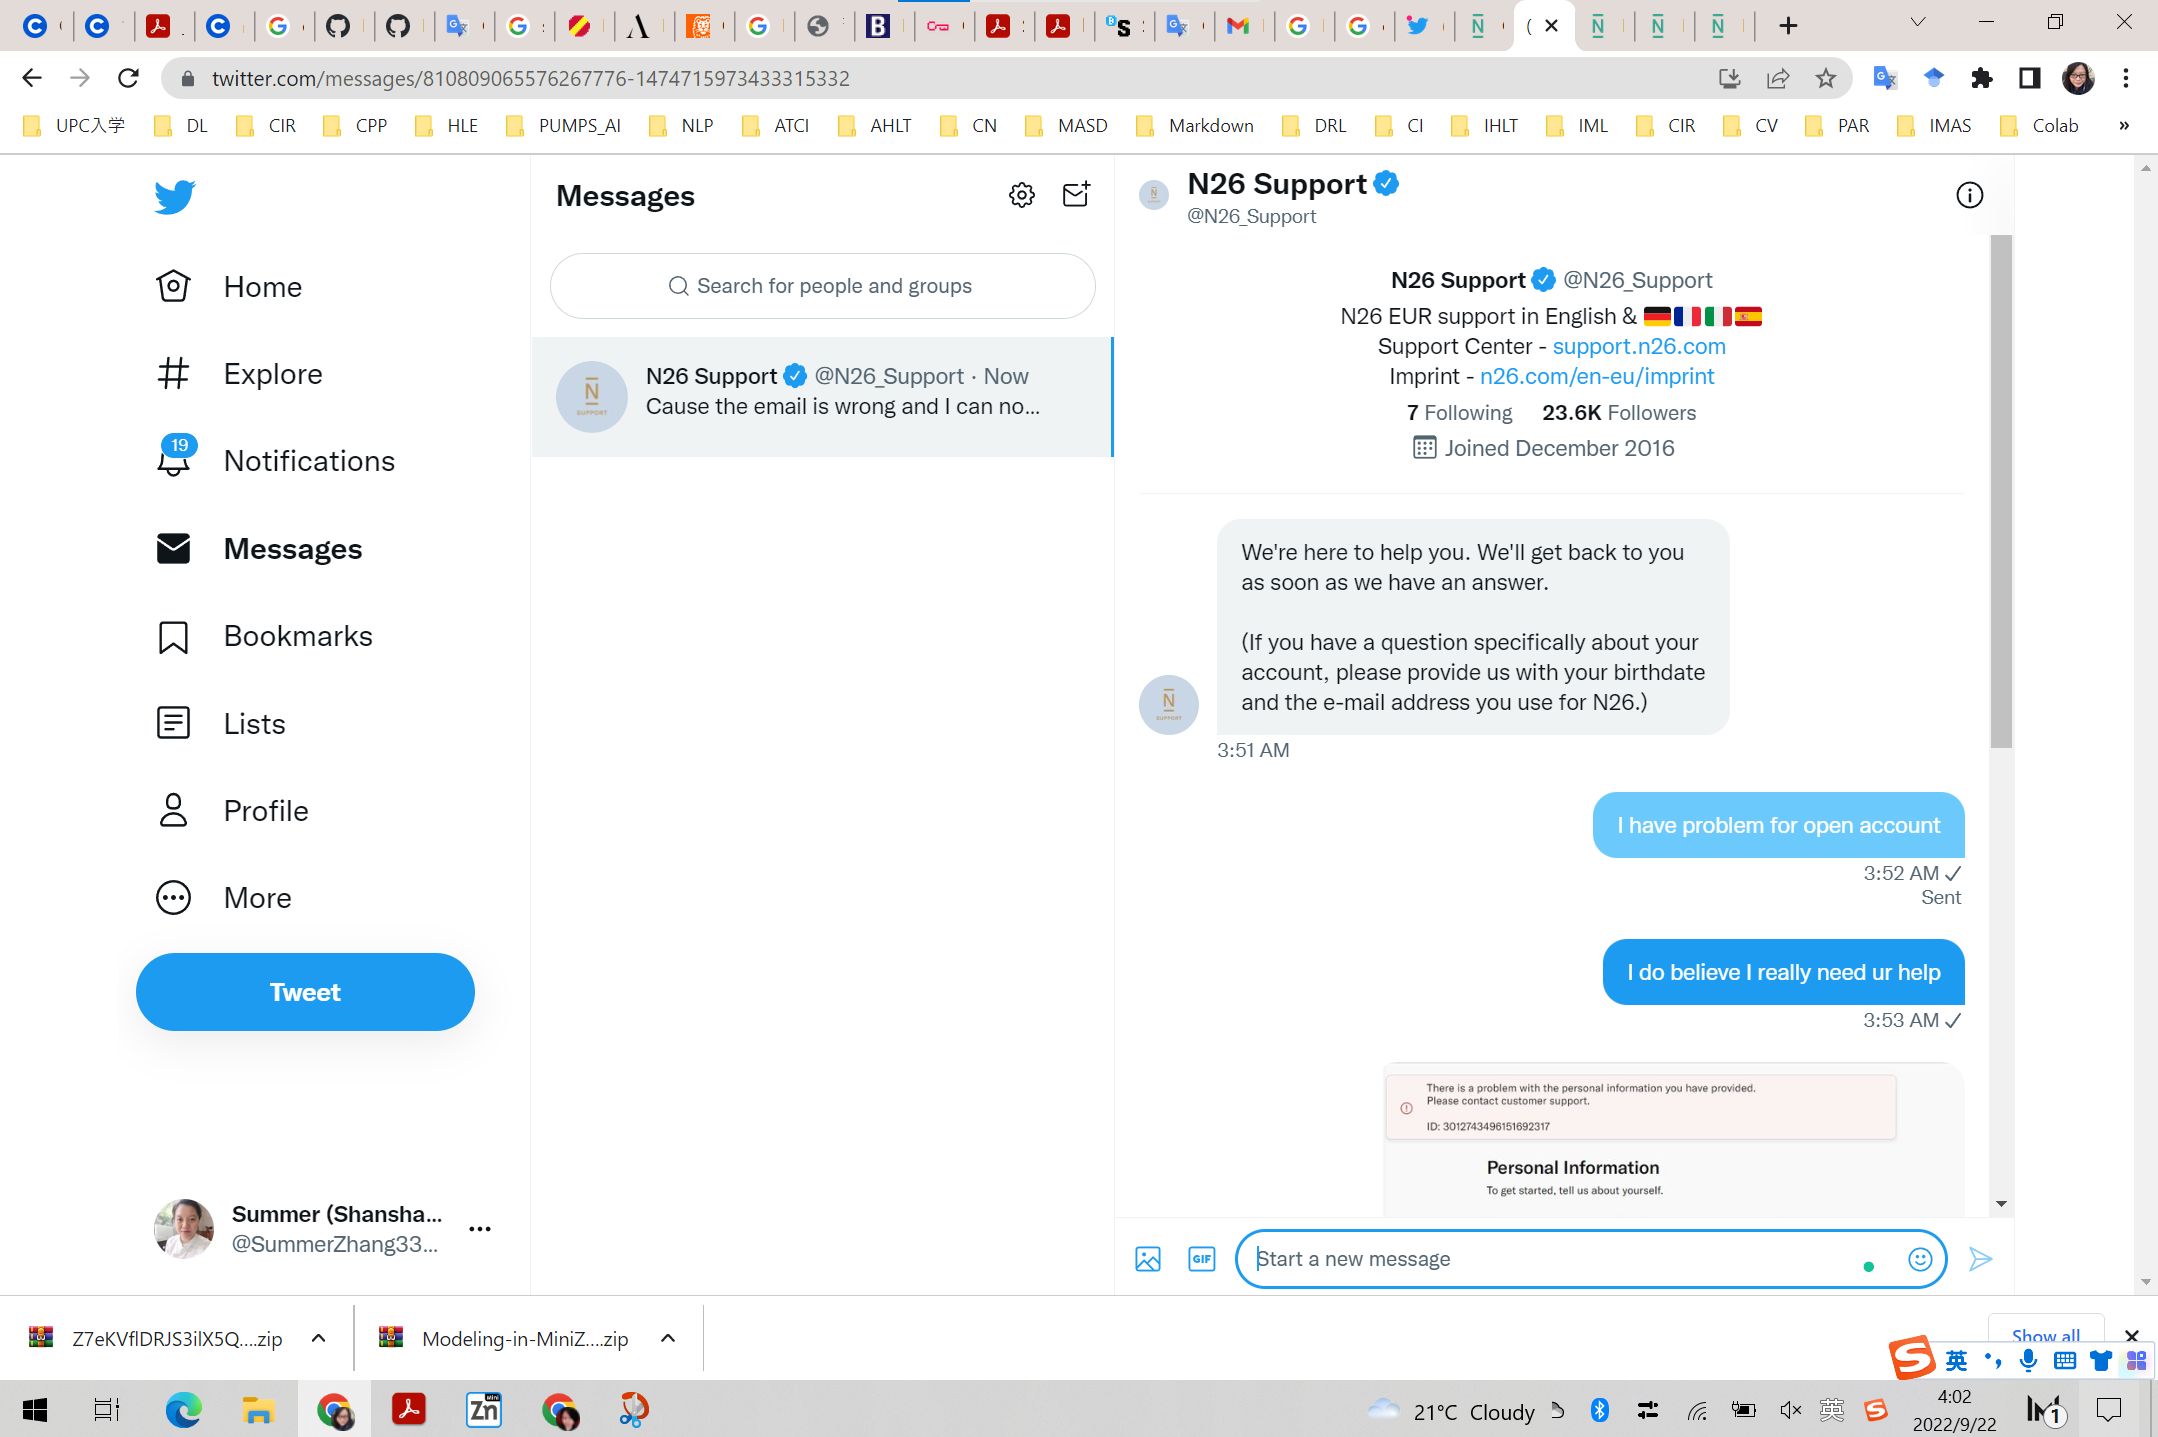 twitter.com/messages/810809065576267776-1474715973433315332
UPC入学
DL
CIR
CPP
HLE
PUMPS_AI
NLP
ATCI
AHLT
CN
MASD
Markdown
DRL
CI
IHLT
IML
CIR
CV
PAR
IMAS
Colab
»
Home
Explore
19
Notifications
Messages
Bookmarks
Lists
Profile
More
Tweet
Summer (Shansha...
@SummerZhang33...
Messages
Search for people and groups
N26 Support @N26_Support · Now
Cause the email is wrong and I can no...
N26 Support
@N26_Support
N26 Support @N26_Support
N26 EUR support in English &
Support Center - support.n26.com
Imprint - n26.com/en-eu/imprint
7 Following 23.6K Followers
Joined December 2016
We're here to help you. We'll get back to you
as soon as we have an answer.
(If you have a question specifically about your
account, please provide us with your birthdate
and the e-mail address you use for N26.)
3:51 AM
I have problem for open account
3:52 AM
Sent
I do believe I really need ur help
3:53 AM
There is a problem with the personal information you have provided.
Please contact customer support.
ID: 3012743496151692317
Personal Information
To get started, tell us about yourself.
GIF
Start a new message
Z7eKVflDRJS3ilX5Q....zip
Modeling-in-MiniZ....zip
Show all
英
21°C Cloudy
英
4:02
2022/9/22
1